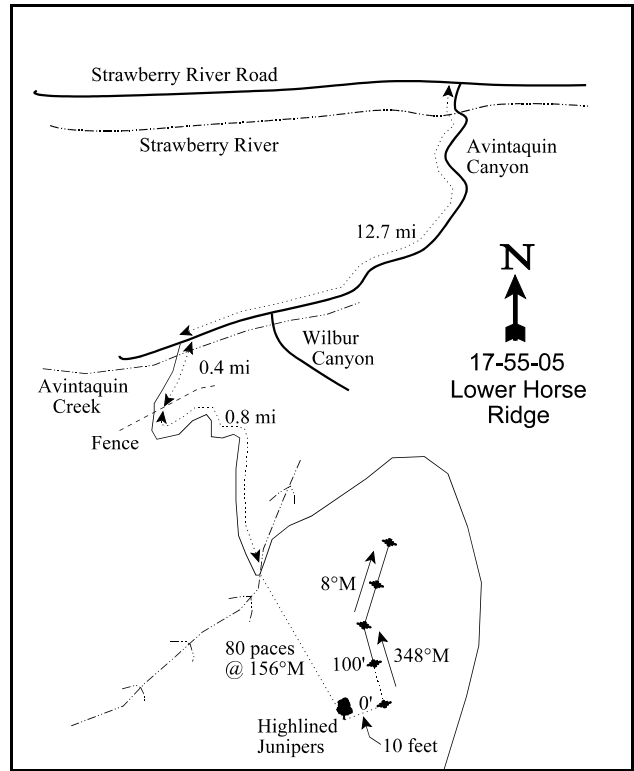 Strawberry River Road
Strawberry River
Avintaquin
Canyon
12.7 mi
N
Wilbur
Canyon
17-55-05
Lower Horse
Ridge
0.4 mi
Avintaquin
Creek
0.8 mi
Fence
8°M
80 paces
@ 156°M
348°M
100'
0'
Highlined
Junipers
10 feet